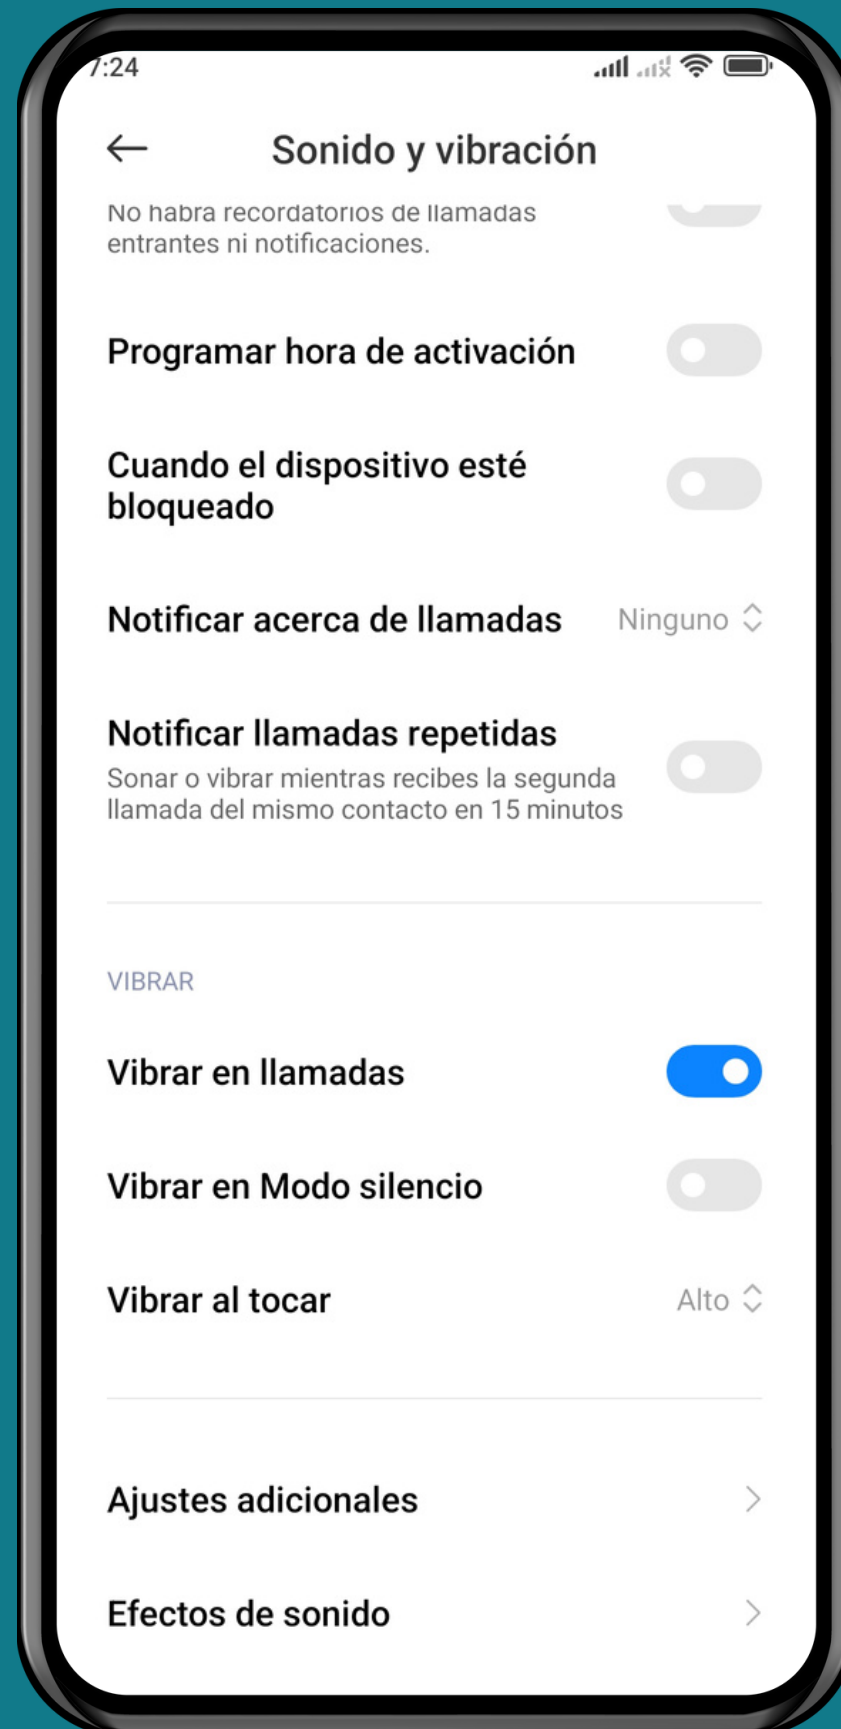 7:24
Sonido y vibración
No habra recordatorios de llamadas
entrantes ni notificaciones.
Programar hora de activación
Cuando el dispositivo esté
bloqueado
Notificar acerca de llamadas Ninguno
Notificar llamadas repetidas
Sonar o vibrar mientras recibes la segunda
llamada del mismo contacto en 15 minutos
VIBRAR
Vibrar en llamadas
Vibrar en Modo silencio
Vibrar al tocar Alto
Ajustes adicionales
Efectos de sonido